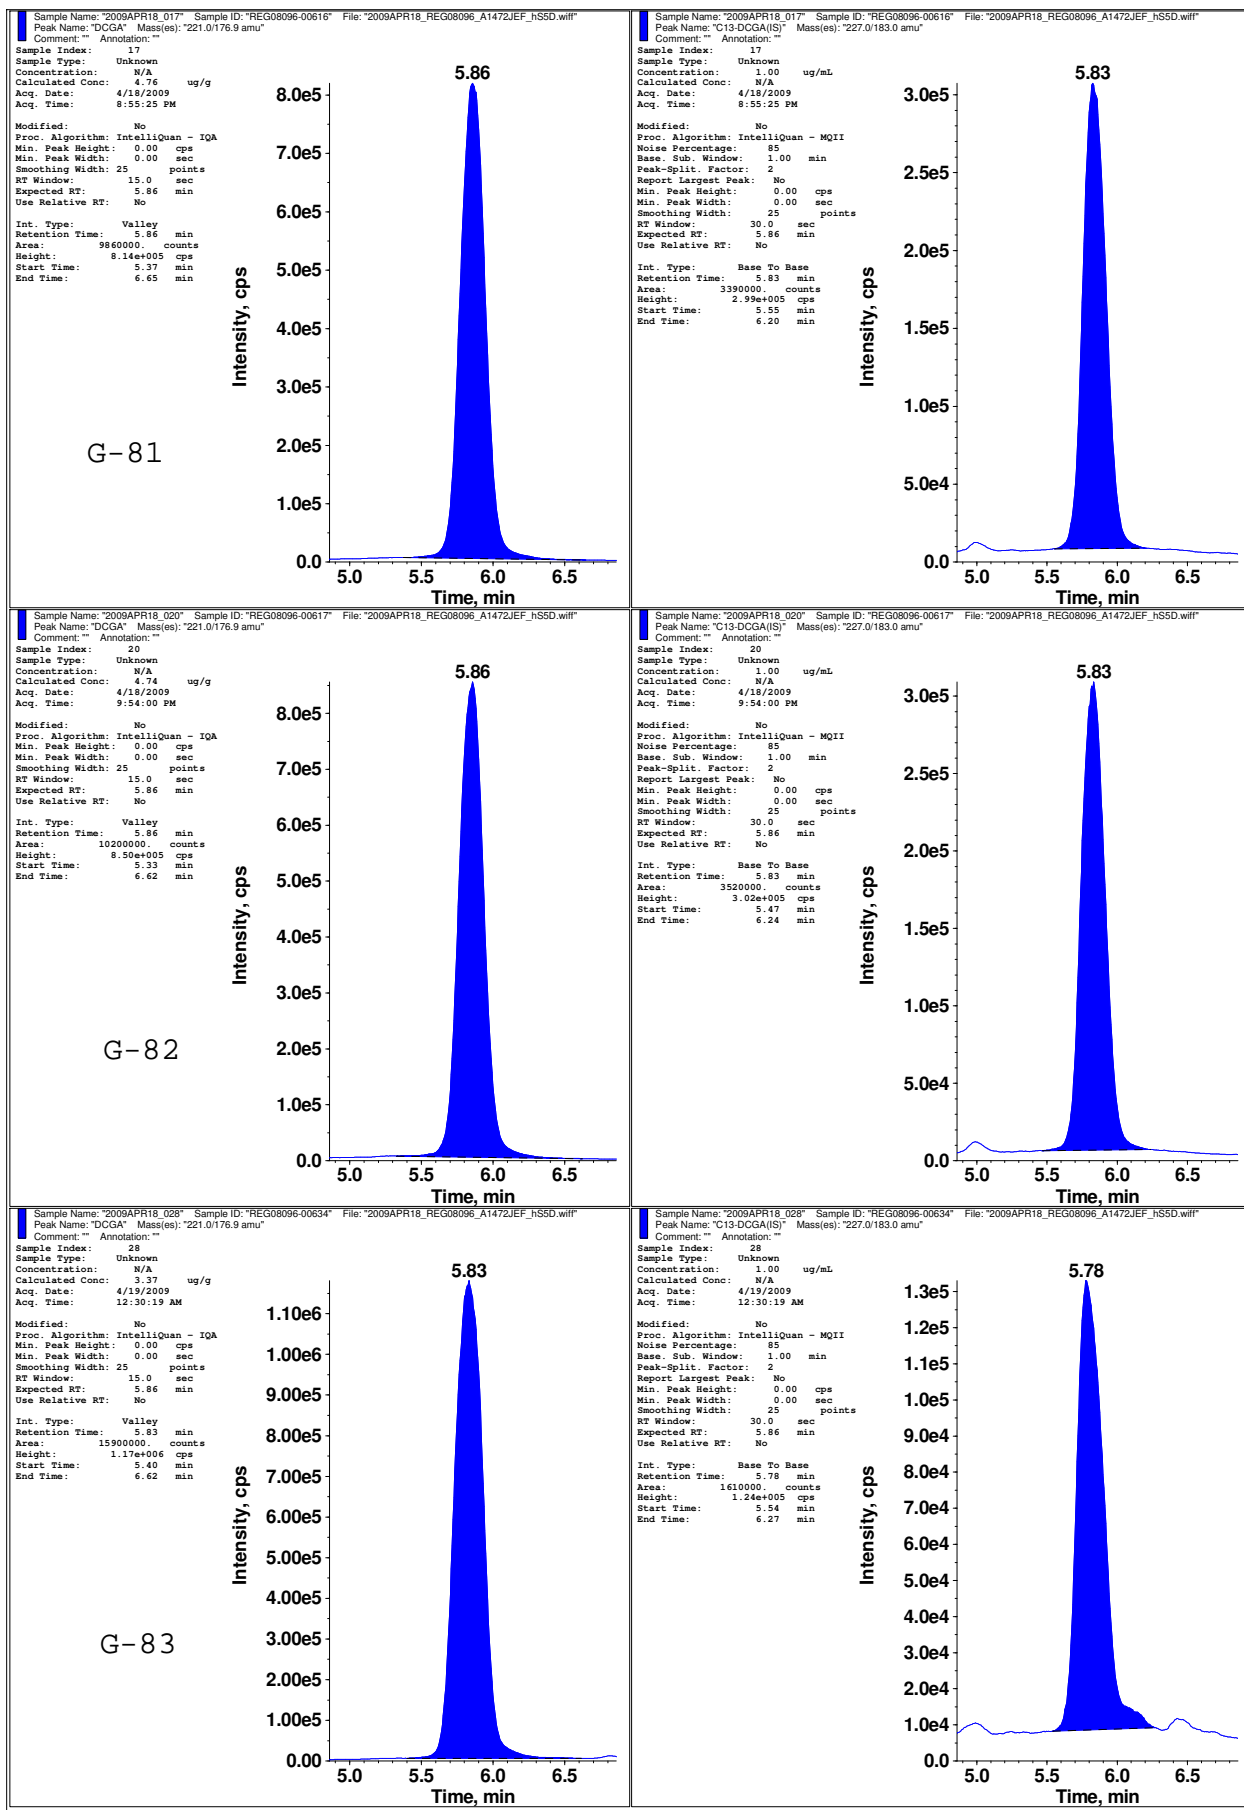 Sample Name: "2009APR18_017"    Sample ID: "REG08096-00616"    File: "2009APR18_REG08096_A1472JEF_hS5D.wiff"
Peak Name: "DCGA"    Mass(es): "221.0/176.9 amu"
Comment: ""    Annotation: ""
Sample Index: 17
Sample Type: Unknown
Concentration: N/A
Calculated Conc: 4.76 ug/g
Acq. Date: 4/18/2009
Acq. Time: 8:55:25 PM
Modified: No
Proc. Algorithm: IntelliQuan - IQA
Min. Peak Height: 0.00 cps
Min. Peak Width: 0.00 sec
Smoothing Width: 25 points
RT Window: 15.0 sec
Expected RT: 5.86 min
Use Relative RT: No
Int. Type: Valley
Retention Time: 5.86 min
Area: 9860000. counts
Height: 8.14e+005 cps
Start Time: 5.37 min
End Time: 6.65 min
G-81
5.86
Intensity, cps
8.0e5
7.0e5
6.0e5
5.0e5
4.0e5
3.0e5
2.0e5
1.0e5
0.0
5.0 5.5 6.0 6.5
Time, min
Sample Name: "2009APR18_017"    Sample ID: "REG08096-00616"    File: "2009APR18_REG08096_A1472JEF_hS5D.wiff"
Peak Name: "C13-DCGA(IS)"    Mass(es): "227.0/183.0 amu"
Comment: ""    Annotation: ""
Sample Index: 17
Sample Type: Unknown
Concentration: 1.00 ug/mL
Calculated Conc: N/A
Acq. Date: 4/18/2009
Acq. Time: 8:55:25 PM
Modified: No
Proc. Algorithm: IntelliQuan - MQII
Noise Percentage: 85
Base. Sub. Window: 1.00 min
Peak-Split. Factor: 2
Report Largest Peak: No
Min. Peak Height: 0.00 cps
Min. Peak Width: 0.00 sec
Smoothing Width: 25 points
RT Window: 30.0 sec
Expected RT: 5.86 min
Use Relative RT: No
Int. Type: Base To Base
Retention Time: 5.83 min
Area: 3390000. counts
Height: 2.99e+005 cps
Start Time: 5.55 min
End Time: 6.20 min
5.83
Intensity, cps
3.0e5
2.5e5
2.0e5
1.5e5
1.0e5
5.0e4
0.0
5.0 5.5 6.0 6.5
Time, min
Sample Name: "2009APR18_020"    Sample ID: "REG08096-00617"    File: "2009APR18_REG08096_A1472JEF_hS5D.wiff"
Peak Name: "DCGA"    Mass(es): "221.0/176.9 amu"
Comment: ""    Annotation: ""
Sample Index: 20
Sample Type: Unknown
Concentration: N/A
Calculated Conc: 4.74 ug/g
Acq. Date: 4/18/2009
Acq. Time: 9:54:00 PM
Modified: No
Proc. Algorithm: IntelliQuan - IQA
Min. Peak Height: 0.00 cps
Min. Peak Width: 0.00 sec
Smoothing Width: 25 points
RT Window: 15.0 sec
Expected RT: 5.86 min
Use Relative RT: No
Int. Type: Valley
Retention Time: 5.86 min
Area: 10200000. counts
Height: 8.50e+005 cps
Start Time: 5.33 min
End Time: 6.62 min
G-82
5.86
Intensity, cps
8.0e5
7.0e5
6.0e5
5.0e5
4.0e5
3.0e5
2.0e5
1.0e5
0.0
5.0 5.5 6.0 6.5
Time, min
Sample Name: "2009APR18_020"    Sample ID: "REG08096-00617"    File: "2009APR18_REG08096_A1472JEF_hS5D.wiff"
Peak Name: "C13-DCGA(IS)"    Mass(es): "227.0/183.0 amu"
Comment: ""    Annotation: ""
Sample Index: 20
Sample Type: Unknown
Concentration: 1.00 ug/mL
Calculated Conc: N/A
Acq. Date: 4/18/2009
Acq. Time: 9:54:00 PM
Modified: No
Proc. Algorithm: IntelliQuan - MQII
Noise Percentage: 85
Base. Sub. Window: 1.00 min
Peak-Split. Factor: 2
Report Largest Peak: No
Min. Peak Height: 0.00 cps
Min. Peak Width: 0.00 sec
Smoothing Width: 25 points
RT Window: 30.0 sec
Expected RT: 5.86 min
Use Relative RT: No
Int. Type: Base To Base
Retention Time: 5.83 min
Area: 3520000. counts
Height: 3.02e+005 cps
Start Time: 5.47 min
End Time: 6.24 min
5.83
Intensity, cps
3.0e5
2.5e5
2.0e5
1.5e5
1.0e5
5.0e4
0.0
5.0 5.5 6.0 6.5
Time, min
Sample Name: "2009APR18_028"    Sample ID: "REG08096-00634"    File: "2009APR18_REG08096_A1472JEF_hS5D.wiff"
Peak Name: "DCGA"    Mass(es): "221.0/176.9 amu"
Comment: ""    Annotation: ""
Sample Index: 28
Sample Type: Unknown
Concentration: N/A
Calculated Conc: 3.37 ug/g
Acq. Date: 4/19/2009
Acq. Time: 12:30:19 AM
Modified: No
Proc. Algorithm: IntelliQuan - IQA
Min. Peak Height: 0.00 cps
Min. Peak Width: 0.00 sec
Smoothing Width: 25 points
RT Window: 15.0 sec
Expected RT: 5.86 min
Use Relative RT: No
Int. Type: Valley
Retention Time: 5.83 min
Area: 15900000. counts
Height: 1.17e+006 cps
Start Time: 5.40 min
End Time: 6.62 min
G-83
5.83
Intensity, cps
1.10e6
1.00e6
9.00e5
8.00e5
7.00e5
6.00e5
5.00e5
4.00e5
3.00e5
2.00e5
1.00e5
0.00
5.0 5.5 6.0 6.5
Time, min
Sample Name: "2009APR18_028"    Sample ID: "REG08096-00634"    File: "2009APR18_REG08096_A1472JEF_hS5D.wiff"
Peak Name: "C13-DCGA(IS)"    Mass(es): "227.0/183.0 amu"
Comment: ""    Annotation: ""
Sample Index: 28
Sample Type: Unknown
Concentration: 1.00 ug/mL
Calculated Conc: N/A
Acq. Date: 4/19/2009
Acq. Time: 12:30:19 AM
Modified: No
Proc. Algorithm: IntelliQuan - MQII
Noise Percentage: 85
Base. Sub. Window: 1.00 min
Peak-Split. Factor: 2
Report Largest Peak: No
Min. Peak Height: 0.00 cps
Min. Peak Width: 0.00 sec
Smoothing Width: 25 points
RT Window: 30.0 sec
Expected RT: 5.86 min
Use Relative RT: No
Int. Type: Base To Base
Retention Time: 5.78 min
Area: 1610000. counts
Height: 1.24e+005 cps
Start Time: 5.54 min
End Time: 6.27 min
5.78
Intensity, cps
1.3e5
1.2e5
1.1e5
1.0e5
9.0e4
8.0e4
7.0e4
6.0e4
5.0e4
4.0e4
3.0e4
2.0e4
1.0e4
0.0
5.0 5.5 6.0 6.5
Time, min